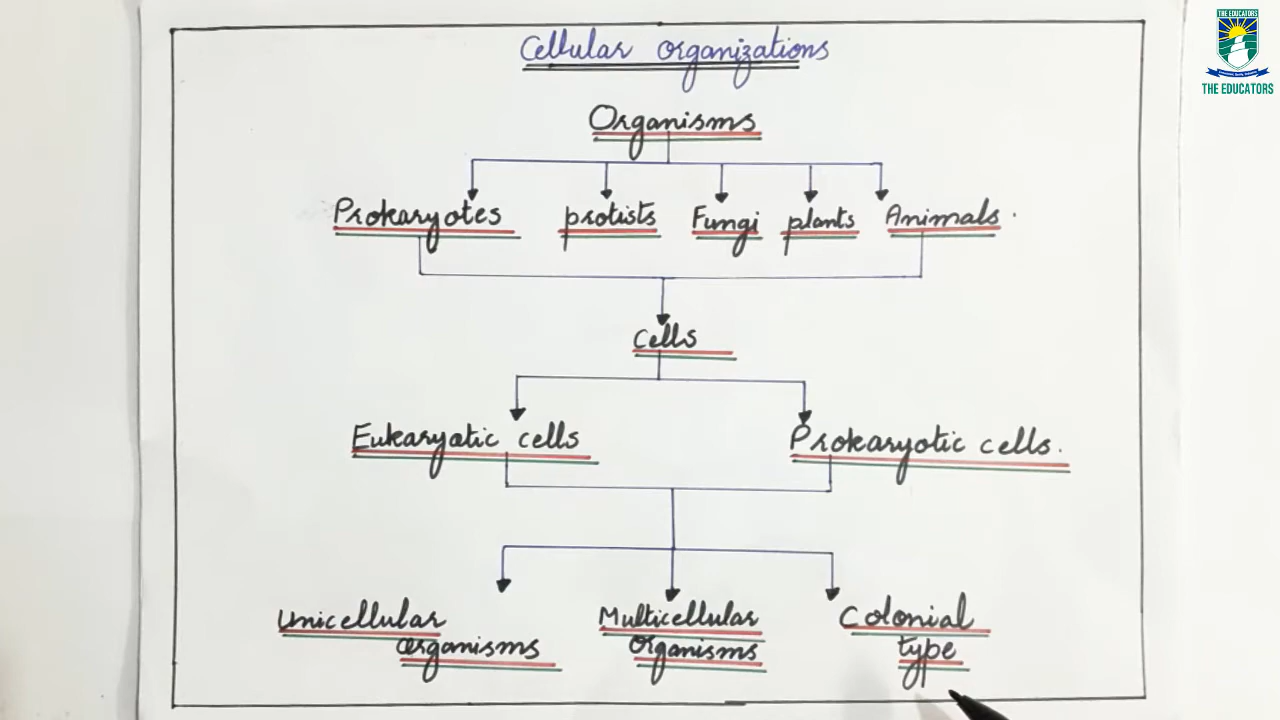 THE EDUCATORS
THE EDUCATORS
Cellular organizations
Organisms
Prokaryotes protists Fungi plants Animals.
Cells
Eukaryatic cells Prokaryotic cells.
Unicellular Multicellular Colonial
organisms Organisms type